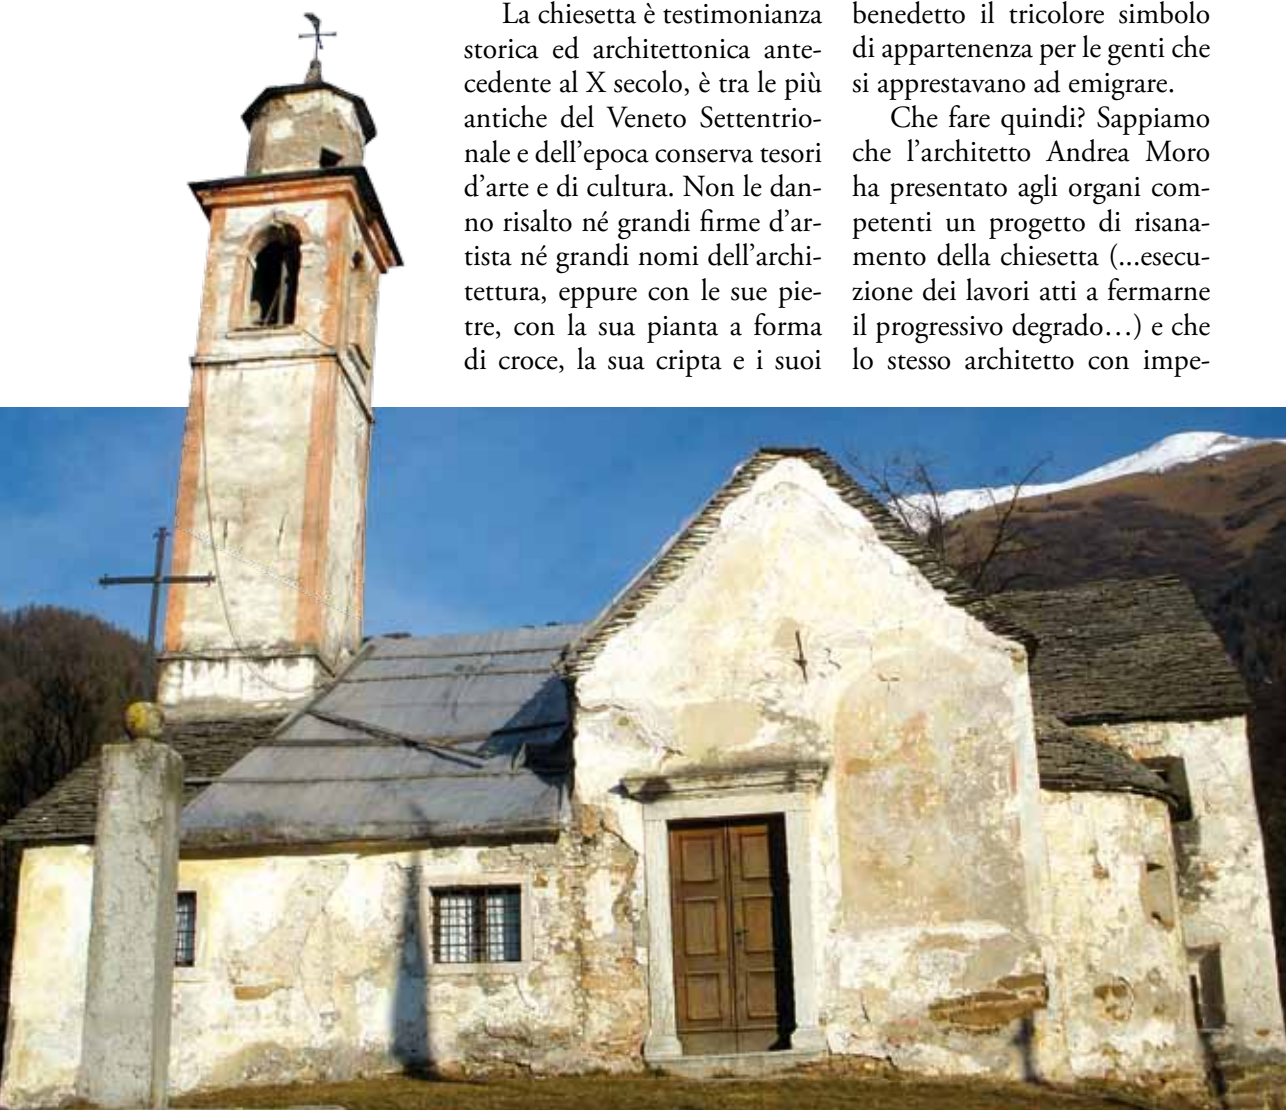 La chiesetta è testimonianza
storica ed architettonica ante-
cedente al X secolo, è tra le più
antiche del Veneto Settentrio-
nale e dell’epoca conserva tesori
d’arte e di cultura. Non le dan-
no risalto né grandi firme d’ar-
tista né grandi nomi dell’archi-
tettura, eppure con le sue pie-
tre, con la sua pianta a forma
di croce, la sua cripta e i suoi
benedetto il tricolore simbolo
di appartenenza per le genti che
si apprestavano ad emigrare.
Che fare quindi? Sappiamo
che l’architetto Andrea Moro
ha presentato agli organi com-
petenti un progetto di risana-
mento della chiesetta (...esecu-
zione dei lavori atti a fermarne
il progressivo degrado…) e che
lo stesso architetto con impe-